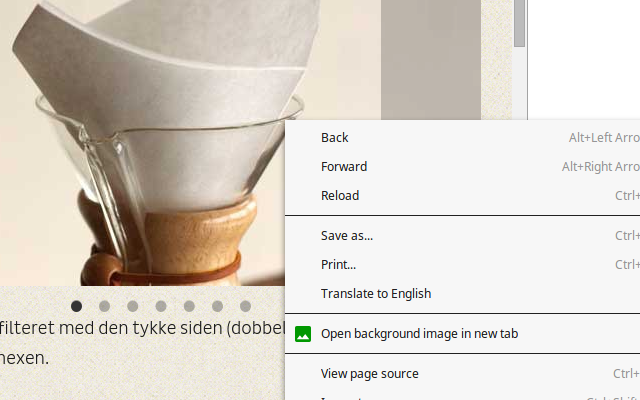 Back Alt+Left Arro
Forward Alt+Right Arro
Reload Ctrl+
Save as... Ctrl+
Print... Ctrl+
Translate to English
filteret med den tykke siden (dobbel
Open background image in new tab
nexen.
View page source Ctrl+